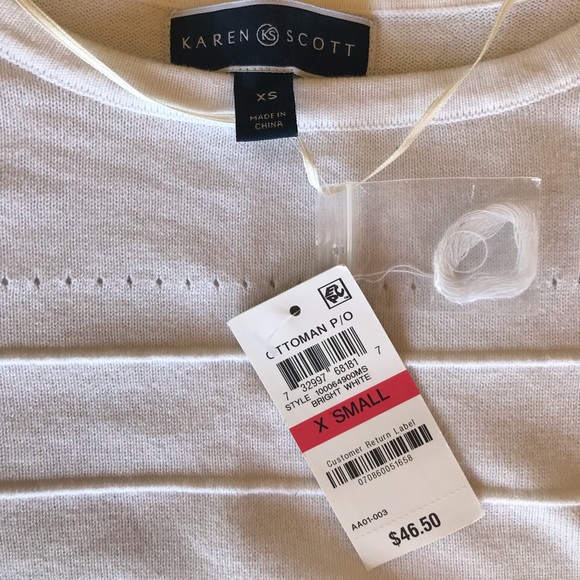 KAREN KS SCOTT
XS
MADE IN
CHINA
OTTOMAN P/O
7 32997 68181 7
STYLE 100064900MS
BRIGHT WHITE
X SMALL
Customer Return Label
070860051658
AA01-003
$46.50